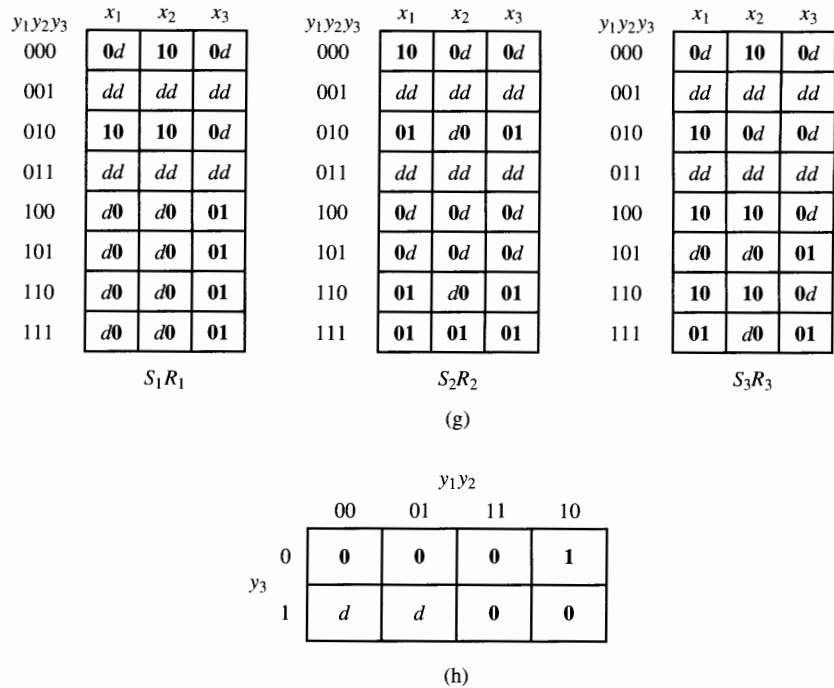 x₁ x₂ x₃
y₁y₂y₃
000 0d 10 0d
001 dd dd dd
010 10 10 0d
011 dd dd dd
100 d0 d0 01
101 d0 d0 01
110 d0 d0 01
111 d0 d0 01
S₁R₁
x₁ x₂ x₃
y₁y₂y₃
000 10 0d 0d
001 dd dd dd
010 01 d0 01
011 dd dd dd
100 0d 0d 0d
101 0d 0d 0d
110 01 d0 01
111 01 01 01
S₂R₂
x₁ x₂ x₃
y₁y₂y₃
000 0d 10 0d
001 dd dd dd
010 10 0d 0d
011 dd dd dd
100 10 10 0d
101 d0 d0 01
110 10 10 0d
111 01 d0 01
S₃R₃
(g)
y₁y₂
00 01 11 10
0 0 0 0 1
y₃
1 d d 0 0
(h)